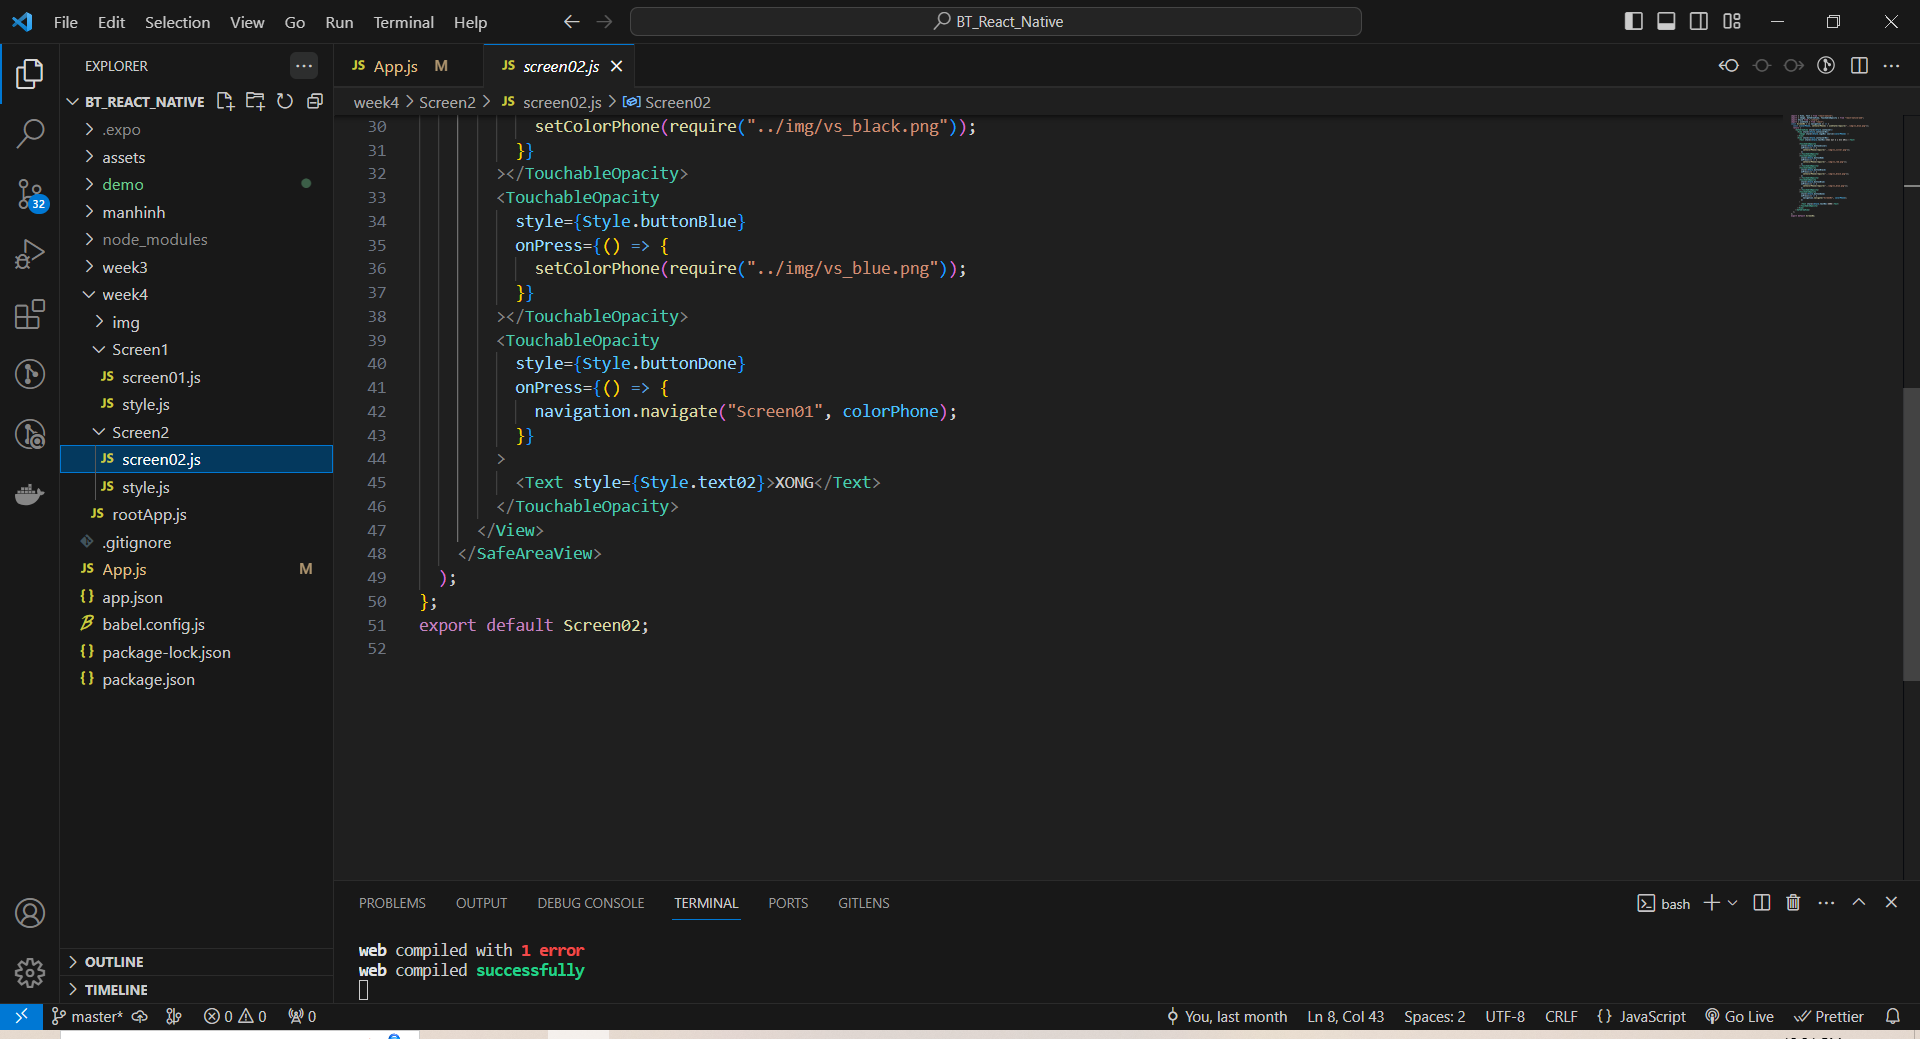 File Edit Selection View Go Run Terminal Help
BT_React_Native
EXPLORER
BT_REACT_NATIVE
.expo
assets
demo
manhinh
node_modules
week3
week4
img
Screen1
JS screen01.js
JS style.js
Screen2
JS screen02.js
JS style.js
JS rootApp.js
.gitignore
JS App.js M
{} app.json
babel.config.js
{} package-lock.json
{} package.json
OUTLINE
TIMELINE
32
JS App.js M
JS screen02.js
week4 > Screen2 > JS screen02.js > Screen02
30 setColorPhone(require("../img/vs_black.png"));
31 }}
32 ></TouchableOpacity>
33 <TouchableOpacity
34 style={Style.buttonBlue}
35 onPress={() => {
36 setColorPhone(require("../img/vs_blue.png"));
37 }}
38 ></TouchableOpacity>
39 <TouchableOpacity
40 style={Style.buttonDone}
41 onPress={() => {
42 navigation.navigate("Screen01", colorPhone);
43 }}
44 >
45 <Text style={Style.text02}>XONG</Text>
46 </TouchableOpacity>
47 </View>
48 </SafeAreaView>
49 );
50 };
51 export default Screen02;
52
PROBLEMS OUTPUT DEBUG CONSOLE TERMINAL PORTS GITLENS
bash
web compiled with 1 error
web compiled successfully
master* 0 0 0
You, last month Ln 8, Col 43 Spaces: 2 UTF-8 CRLF {} JavaScript Go Live Prettier